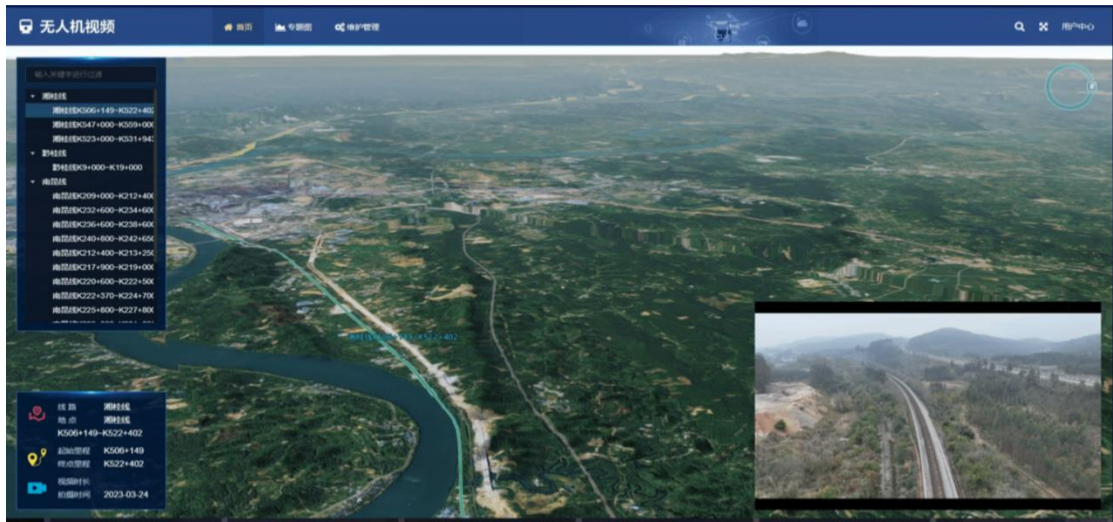 无人机视频
首页
专题图
维护管理
用户中心
输入关键字进行过滤
湘桂线
湘桂线K506+149~K522+402
湘桂线K547+000~K559+000
湘桂线K523+000~K531+943
黔桂线
黔桂线K9+000~K19+000
南昆线
南昆线K209+000~K212+400
南昆线K232+600~K234+600
南昆线K236+600~K238+600
南昆线K240+800~K242+650
南昆线K212+400~K213+250
南昆线K217+900~K219+000
南昆线K220+600~K222+500
南昆线K222+370~K224+700
南昆线K225+800~K227+800
湘桂线K506+149~K522+402
线路 湘桂线
地点 湘桂线
K506+149~K522+402
起始里程 K506+149
终点里程 K522+402
视频时长
拍摄时间 2023-03-24